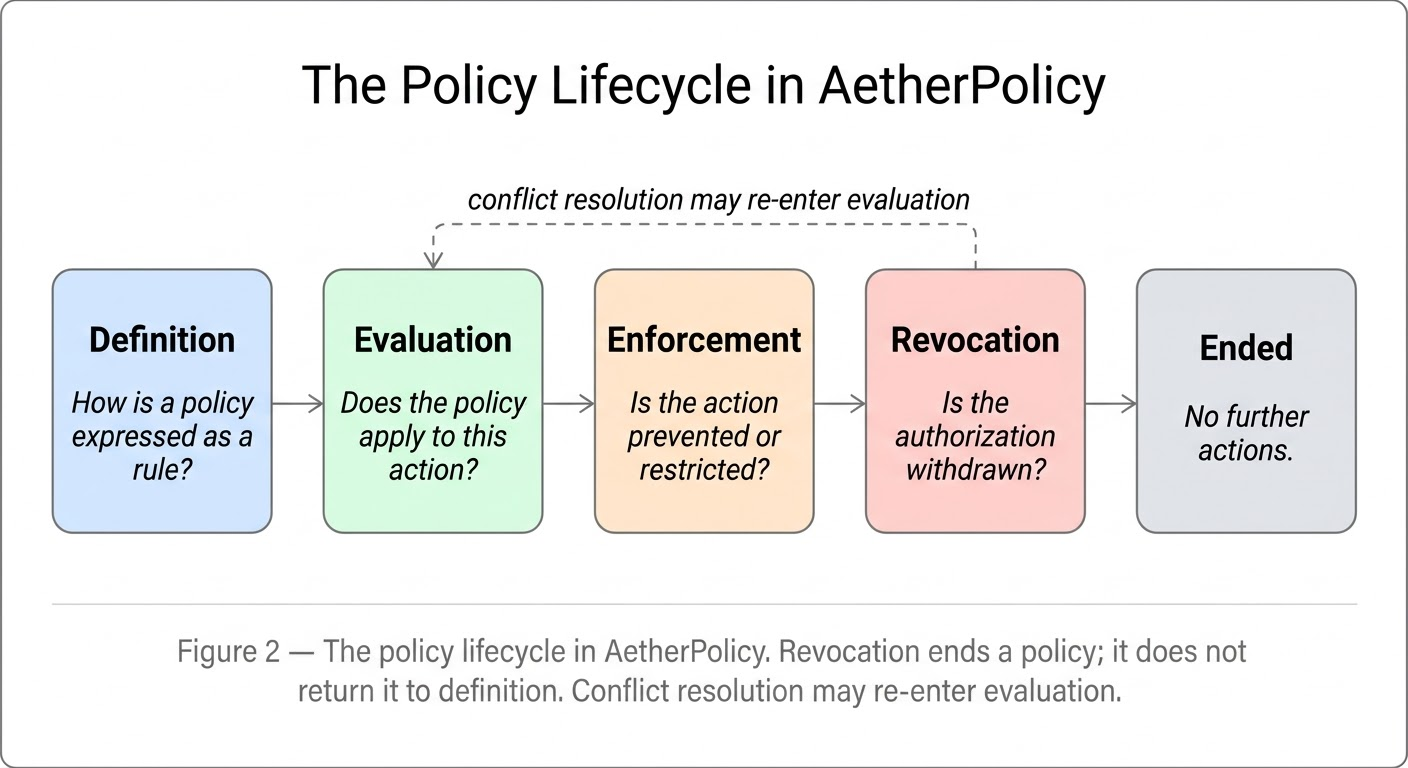 The Policy Lifecycle in AetherPolicy
conflict resolution may re-enter evaluation
Definition
How is a policy
expressed as a
rule?
Evaluation
Does the policy
apply to this
action?
Enforcement
Is the action
prevented or
restricted?
Revocation
Is the
authorization
withdrawn?
Ended
No further
actions.
Figure 2 — The policy lifecycle in AetherPolicy. Revocation ends a policy; it does not
return it to definition. Conflict resolution may re-enter evaluation.